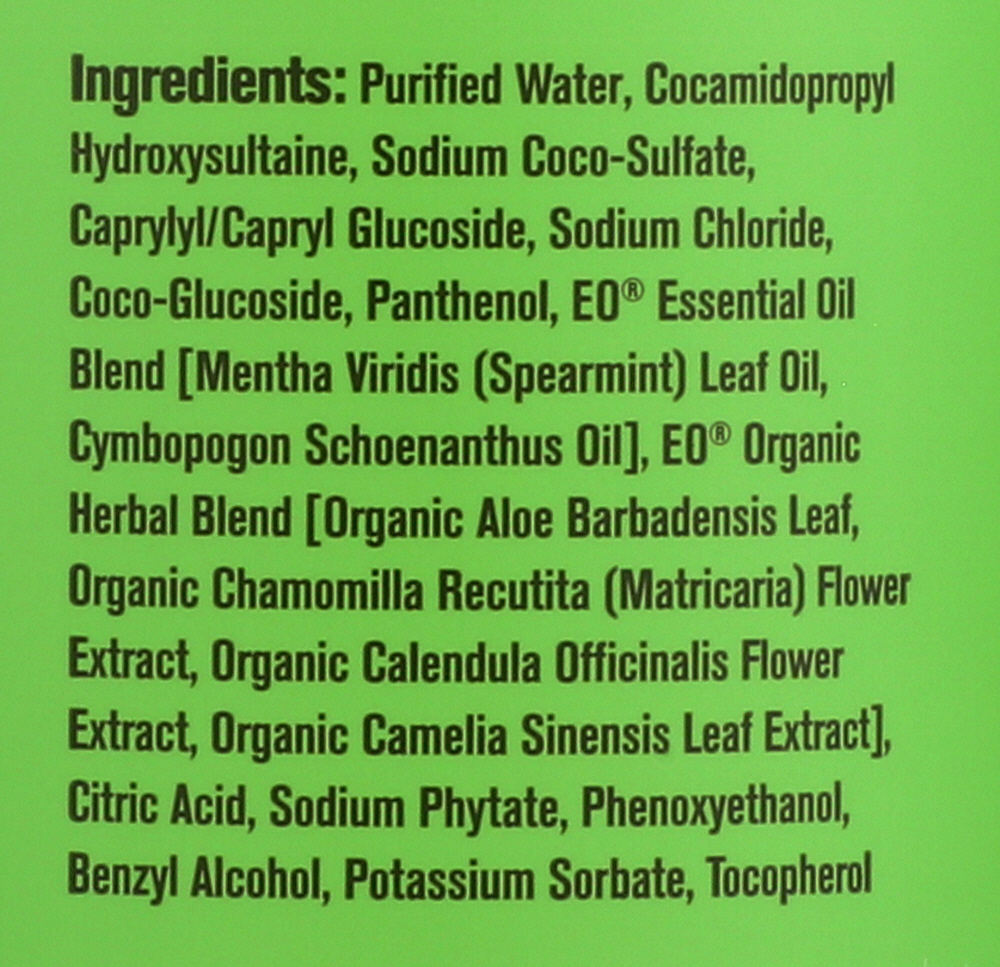 Ingredients: Purified Water, Cocamidopropyl
Hydroxysultaine, Sodium Coco-Sulfate,
Caprylyl/Capryl Glucoside, Sodium Chloride,
Coco-Glucoside, Panthenol, EO® Essential Oil
Blend [Mentha Viridis (Spearmint) Leaf Oil,
Cymbopogon Schoenanthus Oil], EO® Organic
Herbal Blend [Organic Aloe Barbadensis Leaf,
Organic Chamomilla Recutita (Matricaria) Flower
Extract, Organic Calendula Officinalis Flower
Extract, Organic Camelia Sinensis Leaf Extract],
Citric Acid, Sodium Phytate, Phenoxyethanol,
Benzyl Alcohol, Potassium Sorbate, Tocopherol